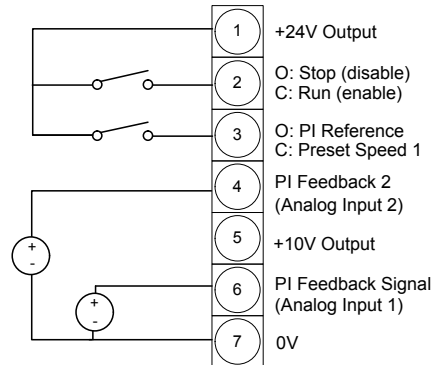 1 +24V Output
2 O: Stop (disable)
C: Run (enable)
3 O: PI Reference
C: Preset Speed 1
4 PI Feedback 2
(Analog Input 2)
5 +10V Output
6 PI Feedback Signal
(Analog Input 1)
7 0V
+
-
+
-